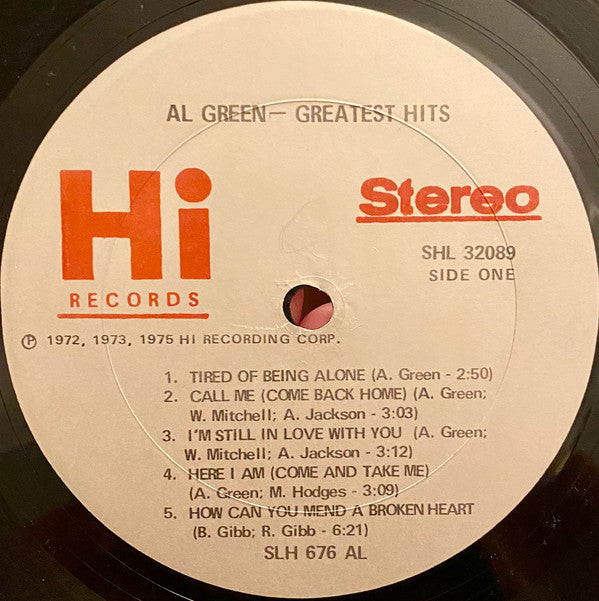 AL GREEN— GREATEST HITS
Hi
RECORDS
Stereo
SHL 32089
SIDE ONE
℗ 1972, 1973, 1975 HI RECORDING CORP.
1. TIRED OF BEING ALONE (A. Green - 2:50)
2. CALL ME (COME BACK HOME) (A. Green;
W. Mitchell; A. Jackson - 3:03)
3. I'M STILL IN LOVE WITH YOU (A. Green;
W. Mitchell; A. Jackson - 3:12)
4. HERE I AM (COME AND TAKE ME)
(A. Green; M. Hodges - 3:09)
5. HOW CAN YOU MEND A BROKEN HEART
(B. Gibb; R. Gibb - 6:21)
SLH 676 AL